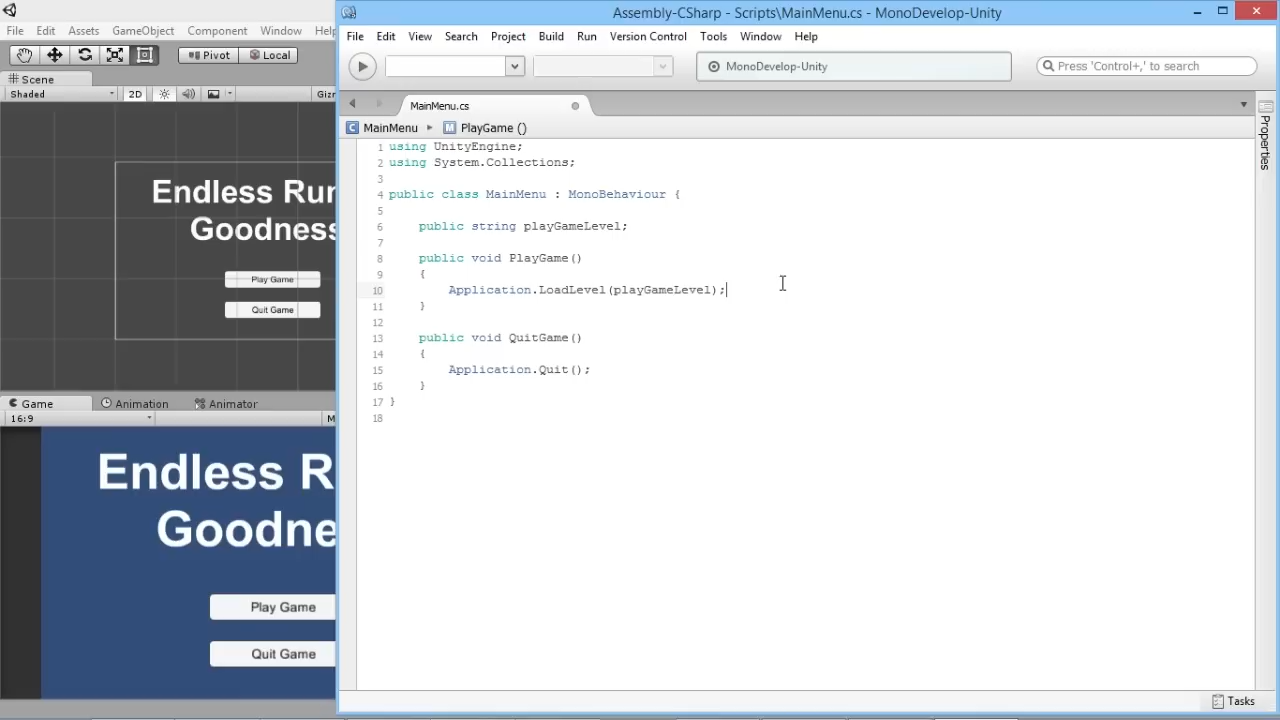 Assembly-CSharp - Scripts\MainMenu.cs - MonoDevelop-Unity
File Edit Assets GameObject Component Window Help
File Edit View Search Project Build Run Version Control Tools Window Help
Pivot Local
MonoDevelop-Unity
Press 'Control+,' to search
Scene
Shaded 2D Giz
MainMenu.cs
MainMenu PlayGame ()
Properties
1 using UnityEngine;
2 using System.Collections;
3
4 public class MainMenu : MonoBehaviour {
5
6 public string playGameLevel;
7
8 public void PlayGame()
9 {
10 Application.LoadLevel(playGameLevel);
11 }
12
13 public void QuitGame()
14 {
15 Application.Quit();
16 }
17 }
18
Endless Run
Goodness
Play Game
Quit Game
Game Animation Animator
16:9 M
Endless R
Goodne
Play Game
Quit Game
Tasks